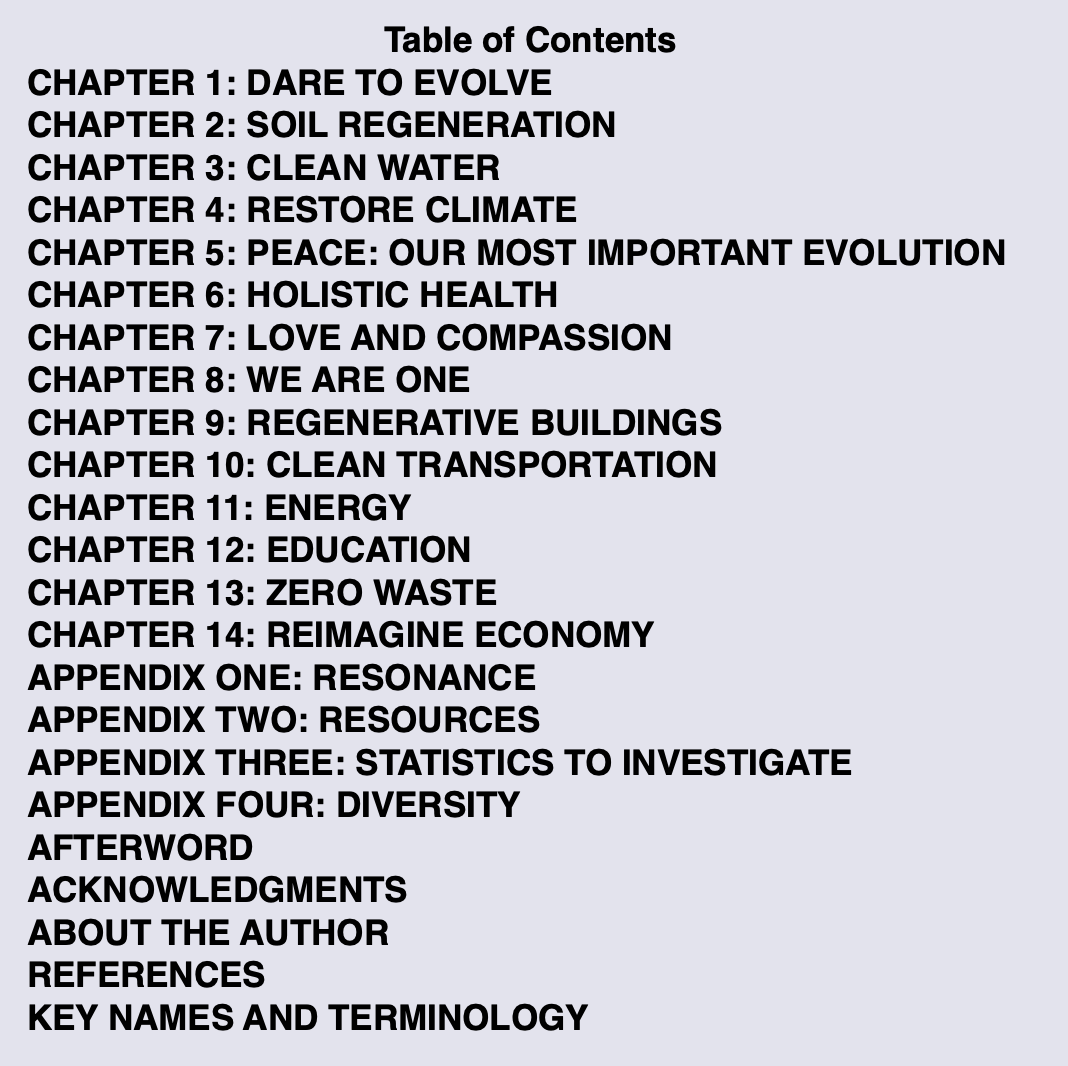 Table of Contents
CHAPTER 1: DARE TO EVOLVE
CHAPTER 2: SOIL REGENERATION
CHAPTER 3: CLEAN WATER
CHAPTER 4: RESTORE CLIMATE
CHAPTER 5: PEACE: OUR MOST IMPORTANT EVOLUTION
CHAPTER 6: HOLISTIC HEALTH
CHAPTER 7: LOVE AND COMPASSION
CHAPTER 8: WE ARE ONE
CHAPTER 9: REGENERATIVE BUILDINGS
CHAPTER 10: CLEAN TRANSPORTATION
CHAPTER 11: ENERGY
CHAPTER 12: EDUCATION
CHAPTER 13: ZERO WASTE
CHAPTER 14: REIMAGINE ECONOMY
APPENDIX ONE: RESONANCE
APPENDIX TWO: RESOURCES
APPENDIX THREE: STATISTICS TO INVESTIGATE
APPENDIX FOUR: DIVERSITY
AFTERWORD
ACKNOWLEDGMENTS
ABOUT THE AUTHOR
REFERENCES
KEY NAMES AND TERMINOLOGY